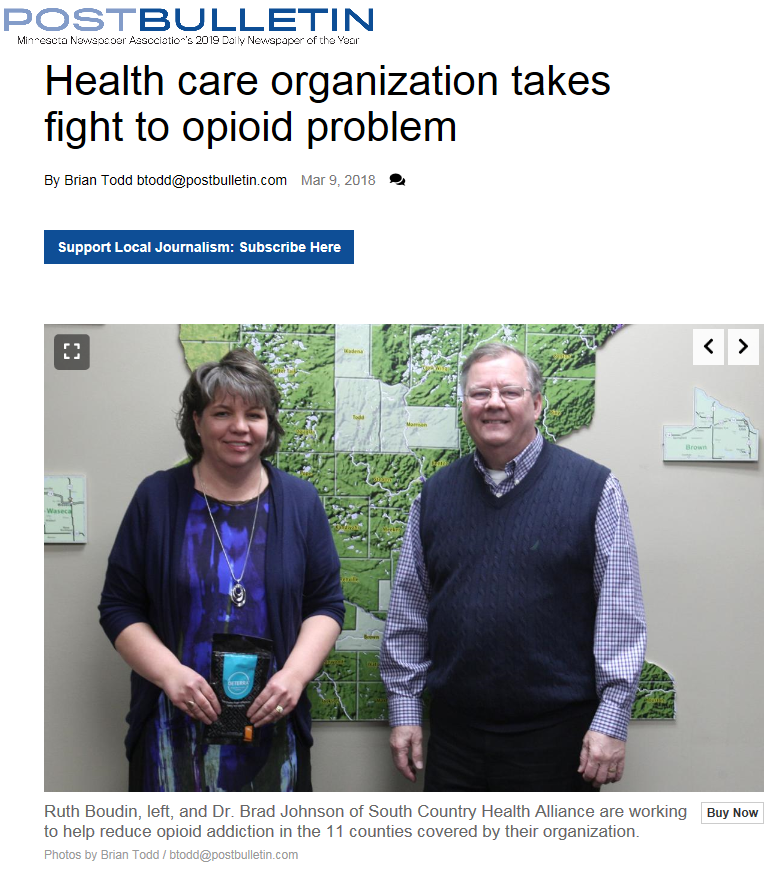 POSTBULLETIN
Minnesota Newspaper Association's 2019 Daily Newspaper of the Year
Health care organization takes
fight to opioid problem
By Brian Todd btodd@postbulletin.com Mar 9, 2018
Support Local Journalism: Subscribe Here
Wadena
Todd
Morrison
Brown
Waseca
Brown
DETERRA
Ruth Boudin, left, and Dr. Brad Johnson of South Country Health Alliance are working
to help reduce opioid addiction in the 11 counties covered by their organization.
Buy Now
Photos by Brian Todd / btodd@postbulletin.com